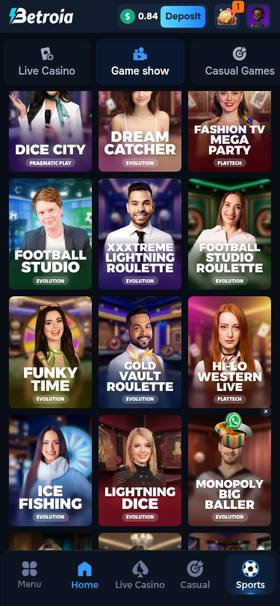 Betroia
$ 0.84 Deposit
1
Live Casino
Game show
Casual Games
DICE CITY
PRAGMATIC PLAY
DREAM
CATCHER
EVOLUTION
FASHION TV
MEGA
PARTY
PLAYTECH
FOOTBALL
STUDIO
EVOLUTION
XXXTREME
LIGHTNING
ROULETTE
EVOLUTION
FOOTBALL
STUDIO
ROULETTE
EVOLUTION
FUNKY
TIME
EVOLUTION
GOLD
VAULT
ROULETTE
EVOLUTION
HI-LO
WESTERN
LIVE
PLAYTECH
ICE
FISHING
EVOLUTION
LIGHTNING
DICE
EVOLUTION
MONOPOLY
BIG
BALLER
EVOLUTION
Menu
Home
Live Casino
Casual
Sports